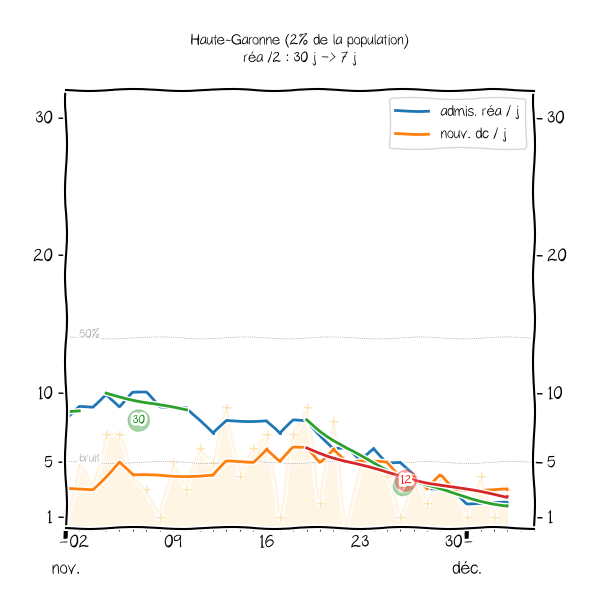 Haute-Garonne (2% de la population)
réa /2 : 30 j -> 7 j
admis. réa / j
nouv. dc / j
30 30
20 20
50%
10 10
30
bruit
5 5
12
1 1
02 09 16 23 30
nov. déc.